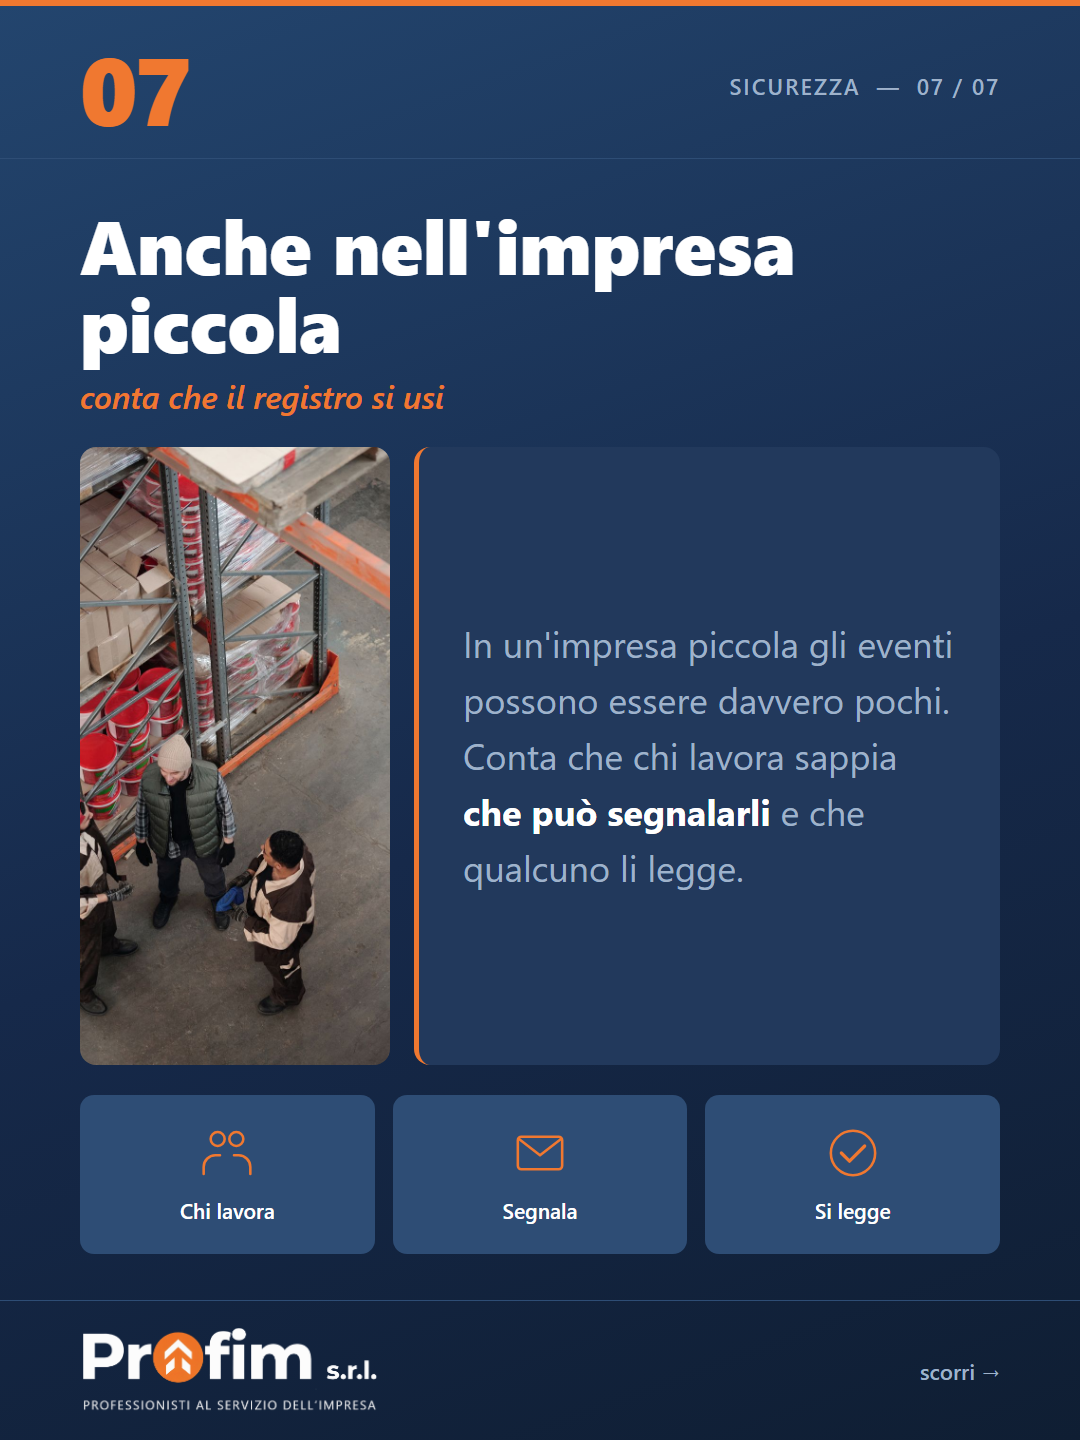 07
SICUREZZA — 07 / 07
Anche nell'impresa
piccola
conta che il registro si usi
In un'impresa piccola gli eventi
possono essere davvero pochi.
Conta che chi lavora sappia
che può segnalarli e che
qualcuno li legge.
Chi lavora
Segnala
Si legge
Profim s.r.l.
PROFESSIONISTI AL SERVIZIO DELL'IMPRESA
scorri →